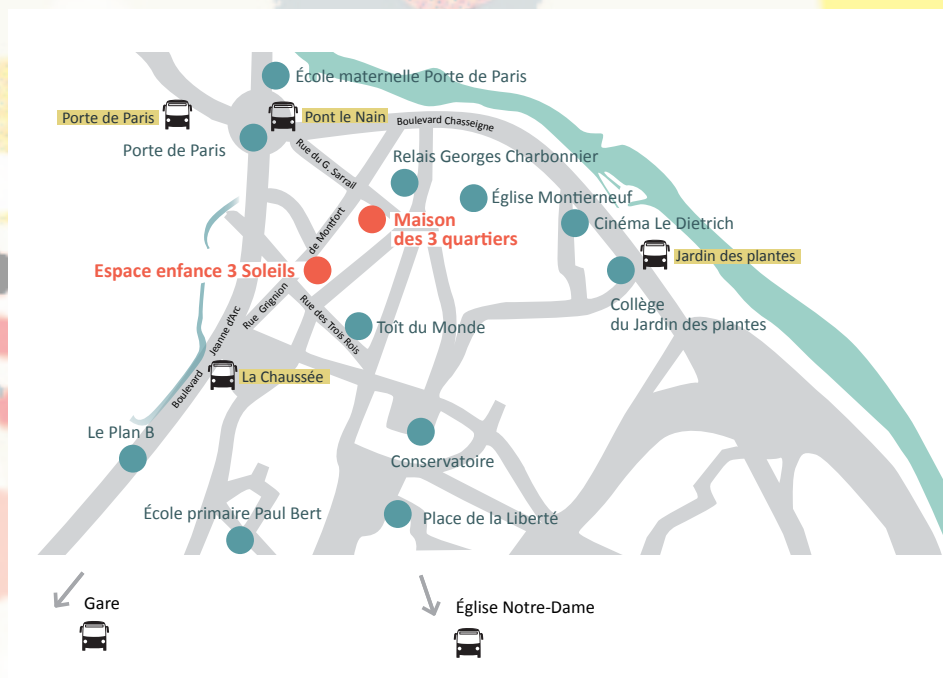 École maternelle Porte de Paris
Porte de Paris
Pont le Nain
Boulevard Chasseigne
Porte de Paris
Rue du G. Sarrail
Relais Georges Charbonnier
Église Montierneuf
Maison
des 3 quartiers
Cinéma Le Dietrich
Jardin des plantes
Espace enfance 3 Soleils
Rue Grignion de Montfort
Collège
du Jardin des plantes
Rue des Trois Rois
Toît du Monde
Boulevard Jeanne d'Arc
La Chaussée
Le Plan B
Conservatoire
École primaire Paul Bert
Place de la Liberté
Gare
Église Notre-Dame